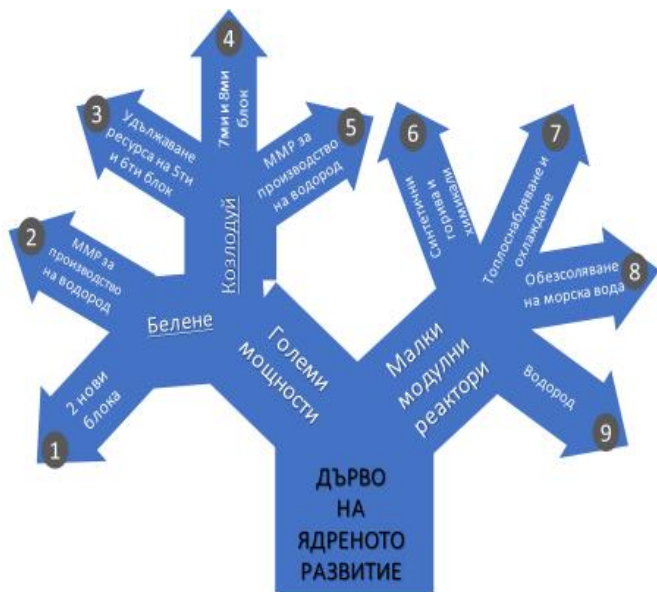 4
7ми и 8ми
блок
3
Удължаване
ресурса на 5ти
и 6ти блок
5
ММР за
производство
на водород
6
Синтетични
горива и
химикали
7
Топлоснабдяване и
охлаждане
2
ММР за
производство
на водород
Козлодуй
8
Обезсоляване
на морска вода
Белене
Големи
мощности
Малки
модулни
реактори
Водород
9
2 нови
блока
1
ДЪРВО
НА
ЯДРЕНОТО
РАЗВИТИЕ